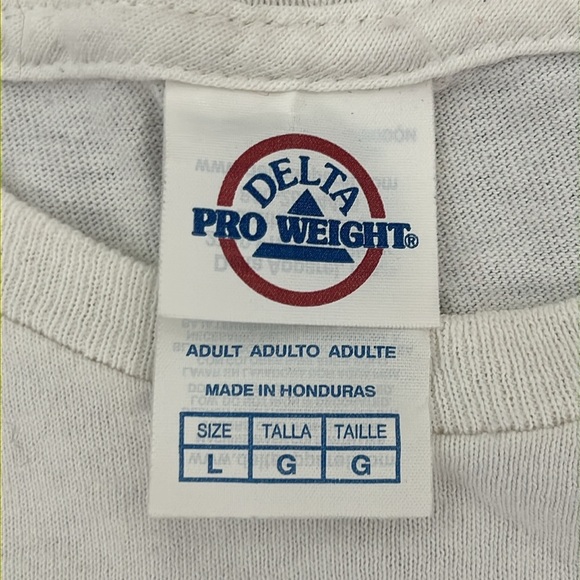 DELTA
PRO WEIGHT®
ADULT ADULTO ADULTE
MADE IN HONDURAS
SIZE TALLA TAILLE
L G G